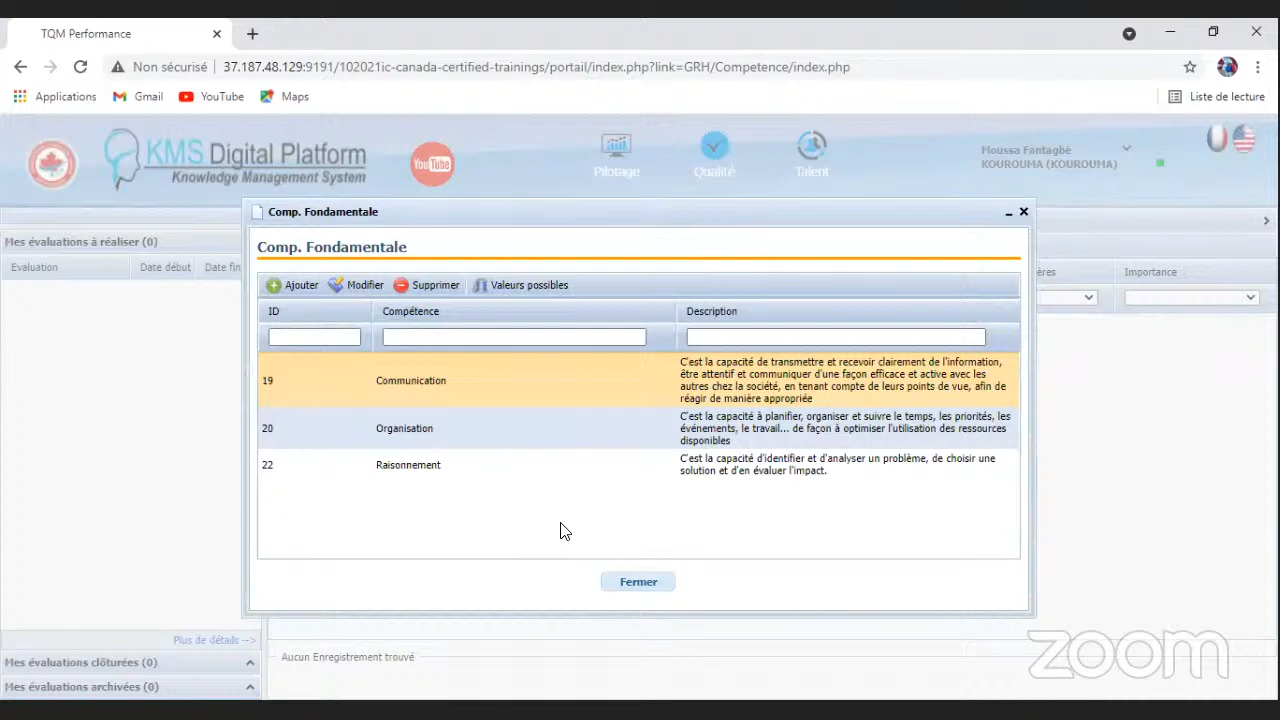 TQM Performance
Non sécurisé | 37.187.48.129:9191/102021ic-canada-certified-trainings/portail/index.php?link=GRH/Competence/index.php
Applications Gmail YouTube Maps Liste de lecture
KMS Digital Platform
Knowledge Management System
YouTube
Pilotage Qualité Talent
Moussa Fantagbè
KOUROUMA (KOUROUMA)
Comp. Fondamentale
Mes évaluations à réaliser (0)
Evaluation Date début Date fin
Comp. Fondamentale
Ajouter Modifier Supprimer Valeurs possibles
ID Compétence Description
ères Importance
19 Communication C'est la capacité de transmettre et recevoir clairement de l'information,
être attentif et communiquer d'une façon efficace et active avec les
autres chez la société, en tenant compte de leurs points de vue, afin de
réagir de manière appropriée
20 Organisation C'est la capacité à planifier, organiser et suivre le temps, les priorités, les
événements, le travail... de façon à optimiser l'utilisation des ressources
disponibles
22 Raisonnement C'est la capacité d'identifier et d'analyser un problème, de choisir une
solution et d'en évaluer l'impact.
Fermer
Plus de détails -->
Mes évaluations clôturées (0)
Mes évaluations archivées (0)
Aucun Enregistrement trouvé
zoom